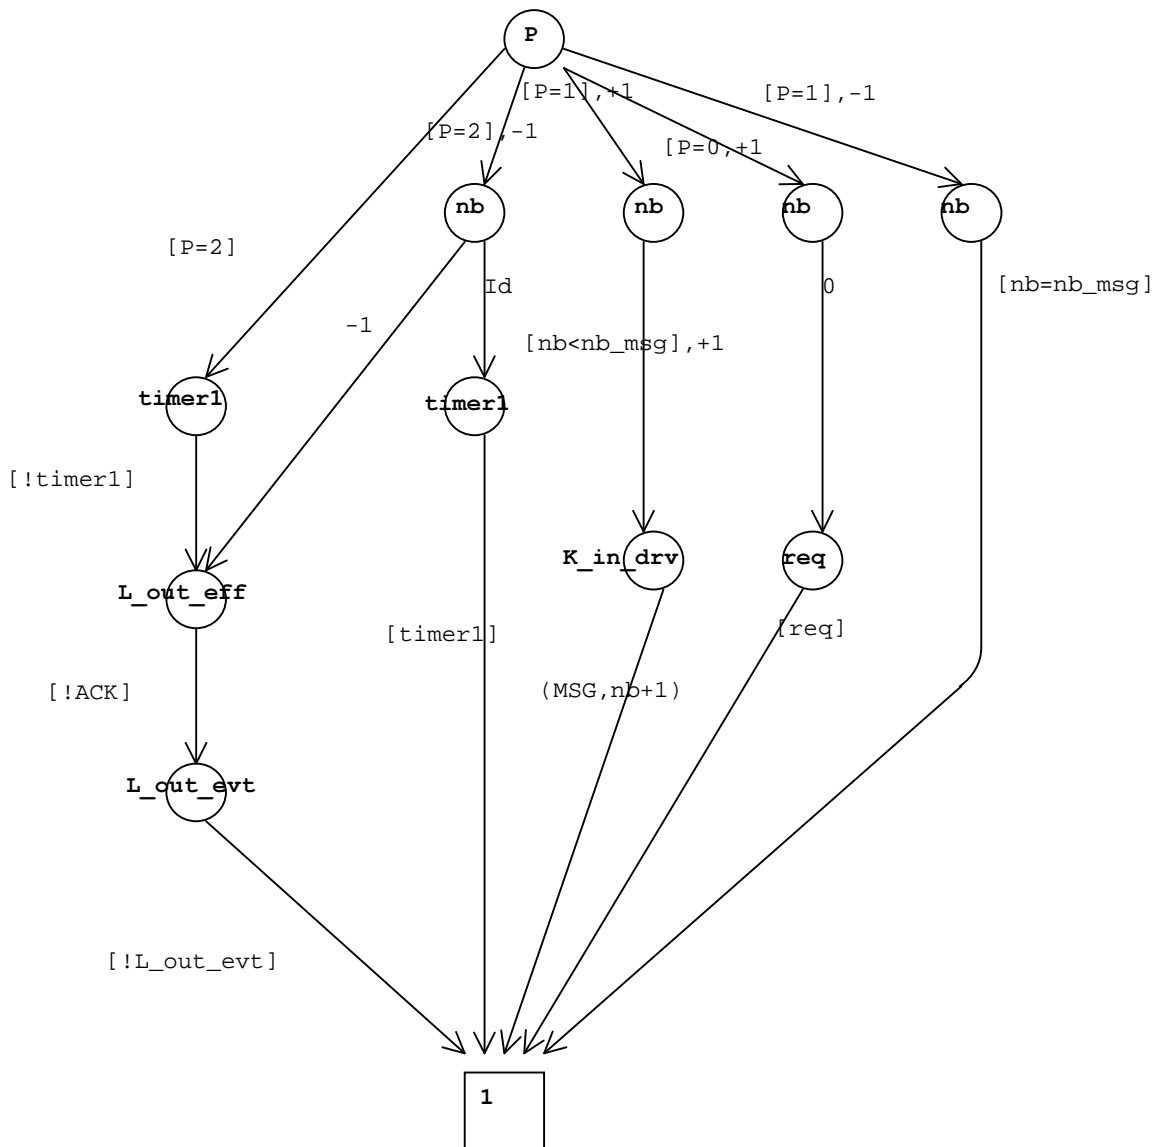 P
[P=1],+1
[P=1],-1
[P=2],-1
[P=0,+1
nb
nb
nb
nb
[P=2]
Id
0
[nb=nb_msg]
-1
[nb<nb_msg],+1
timer1
timer1
[!timer1]
K_in_drv
req
L_out_eff
[timer1]
[req]
[!ACK]
(MSG,nb+1)
L_out_evt
[!L_out_evt]
1